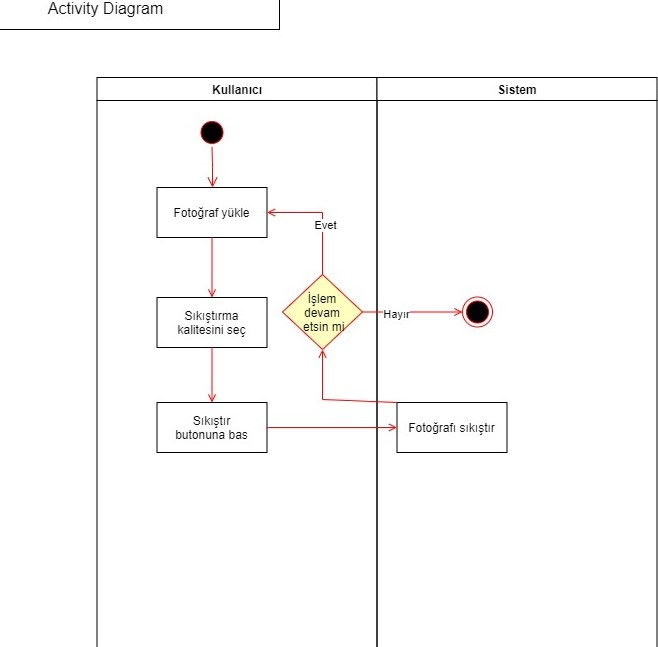 Activity Diagram
Kullanıcı
Sistem
Fotoğraf yükle
Evet
Sıkıştırma
kalitesini seç
İşlem
devam
etsin mi
Hayır
Sıkıştır
butonuna bas
Fotoğrafı sıkıştır